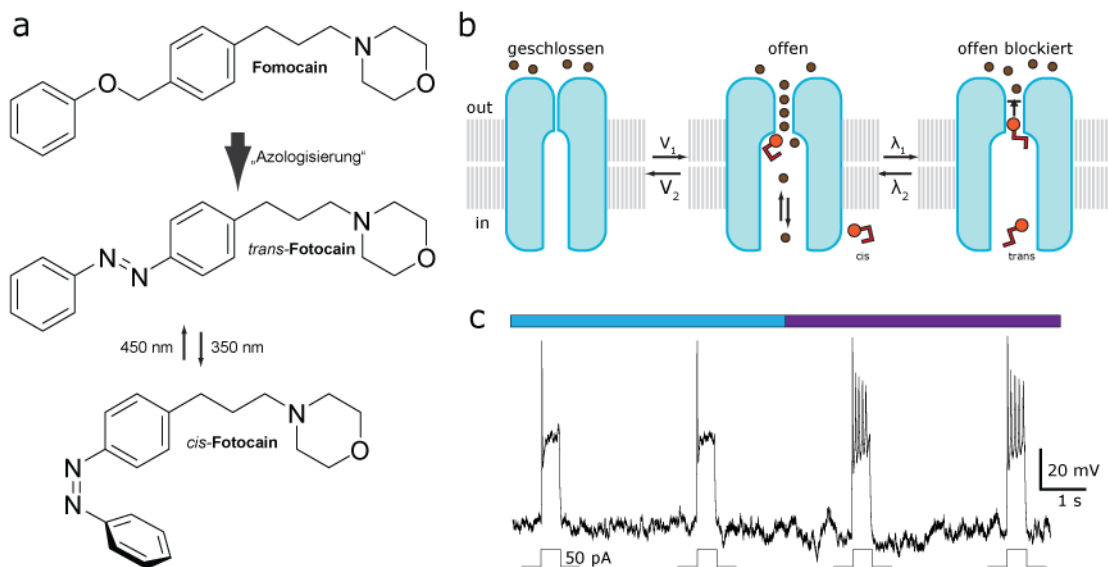 a
Fomocain
O
N
O
„Azologisierung“
trans-Fotocain
N
N
N
O
450 nm
350 nm
cis-Fotocain
N
O
N
N
b
geschlossen
offen
offen blockiert
out
in
V1
V2
λ1
λ2
cis
trans
c
20 mV
1 s
50 pA